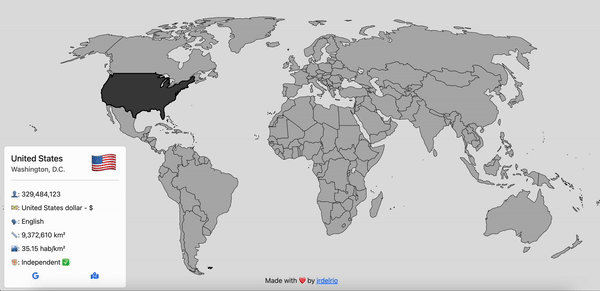 United States
Washington, D.C.
: 329,484,123
: United States dollar - $
: English
: 9,372,610 km²
: 35.15 hab/km²
: Independent ✅
G
Made with ❤️ by jrdelrio